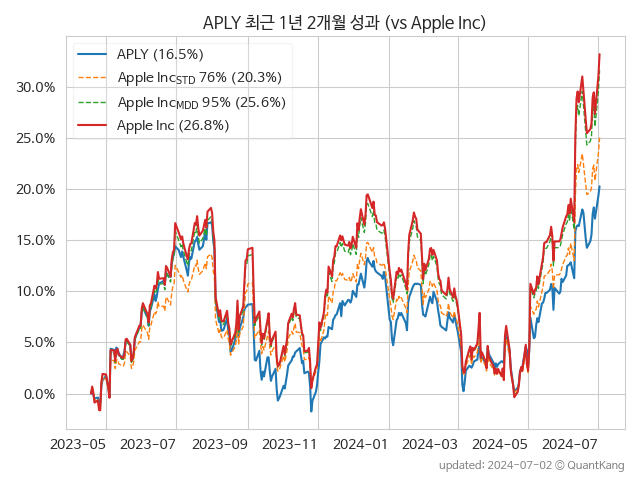 APLY 최근 1년 2개월 성과 (vs Apple Inc)
APLY (16.5%)
Apple IncSTD 76% (20.3%)
Apple IncMDD 95% (25.6%)
Apple Inc (26.8%)
30.0%
25.0%
20.0%
15.0%
10.0%
5.0%
0.0%
2023-05 2023-07 2023-09 2023-11 2024-01 2024-03 2024-05 2024-07
updated: 2024-07-02 © QuantKang